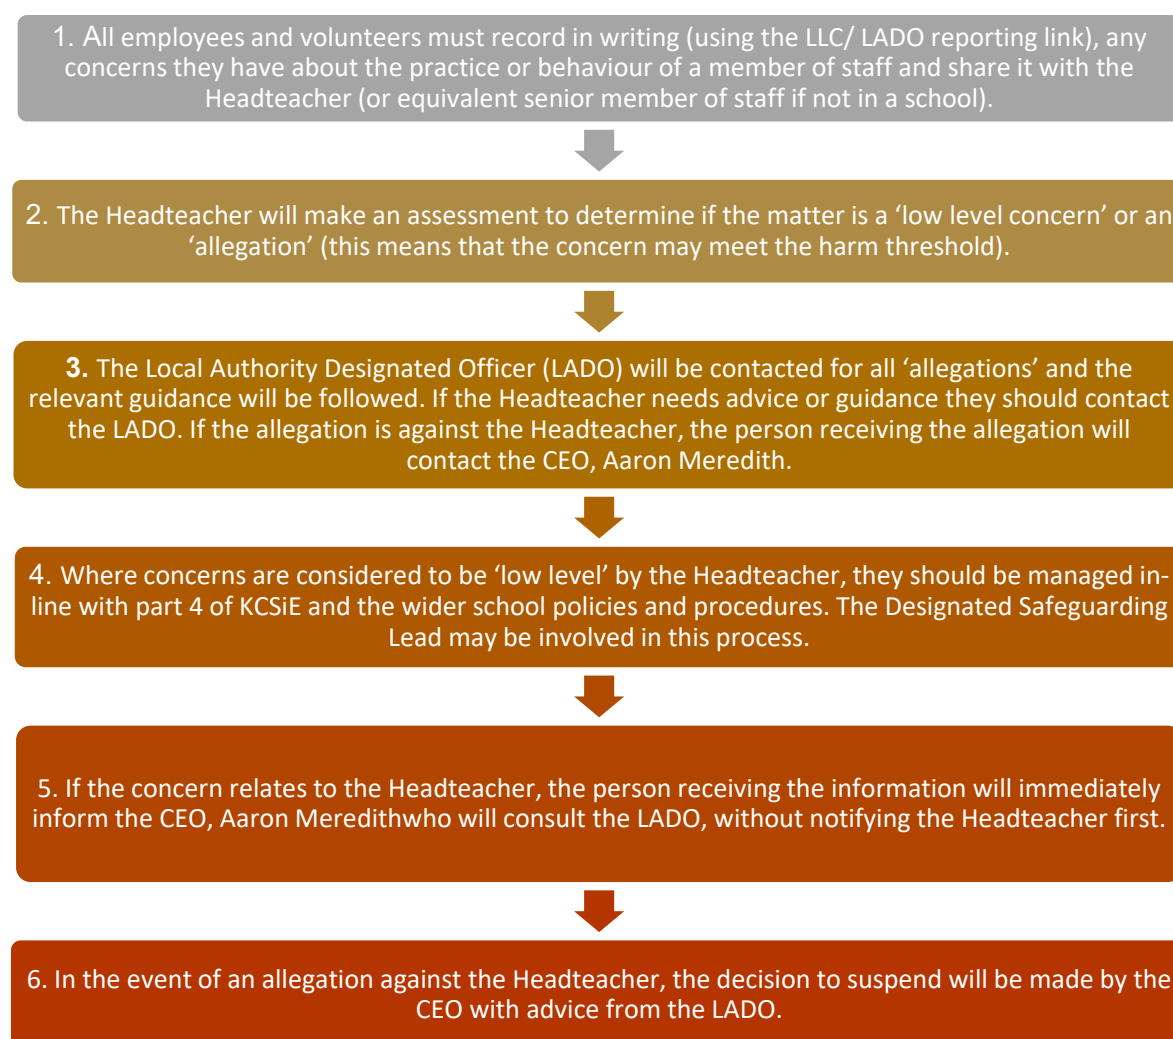 1. All employees and volunteers must record in writing (using the LLC/ LADO reporting link), any
concerns they have about the practice or behaviour of a member of staff and share it with the
Headteacher (or equivalent senior member of staff if not in a school).
2. The Headteacher will make an assessment to determine if the matter is a ‘low level concern’ or an
‘allegation’ (this means that the concern may meet the harm threshold).
3. The Local Authority Designated Officer (LADO) will be contacted for all ‘allegations’ and the
relevant guidance will be followed. If the Headteacher needs advice or guidance they should contact
the LADO. If the allegation is against the Headteacher, the person receiving the allegation will
contact the CEO, Aaron Meredith.
4. Where concerns are considered to be ‘low level’ by the Headteacher, they should be managed in-
line with part 4 of KCSiE and the wider school policies and procedures. The Designated Safeguarding
Lead may be involved in this process.
5. If the concern relates to the Headteacher, the person receiving the information will immediately
inform the CEO, Aaron Meredithwho will consult the LADO, without notifying the Headteacher first.
6. In the event of an allegation against the Headteacher, the decision to suspend will be made by the
CEO with advice from the LADO.